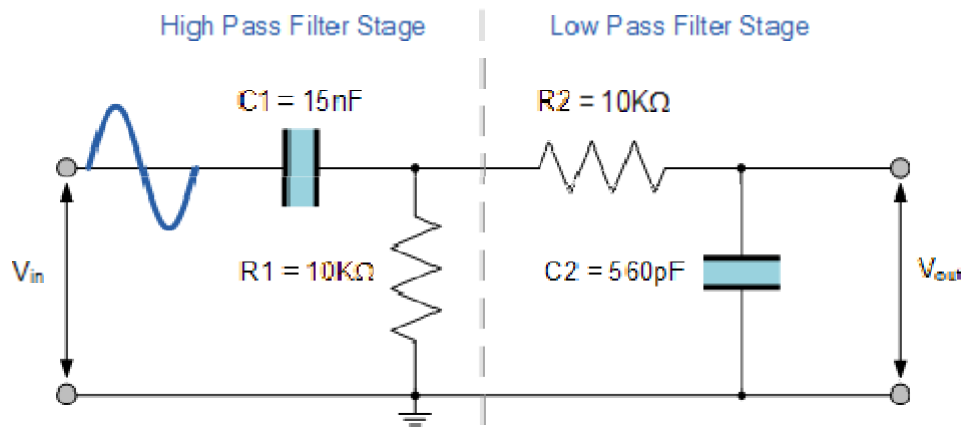 High Pass Filter Stage
Low Pass Filter Stage
C1 = 15nF
R2 = 10KΩ
Vin
R1 = 10KΩ
C2 = 560pF
Vout